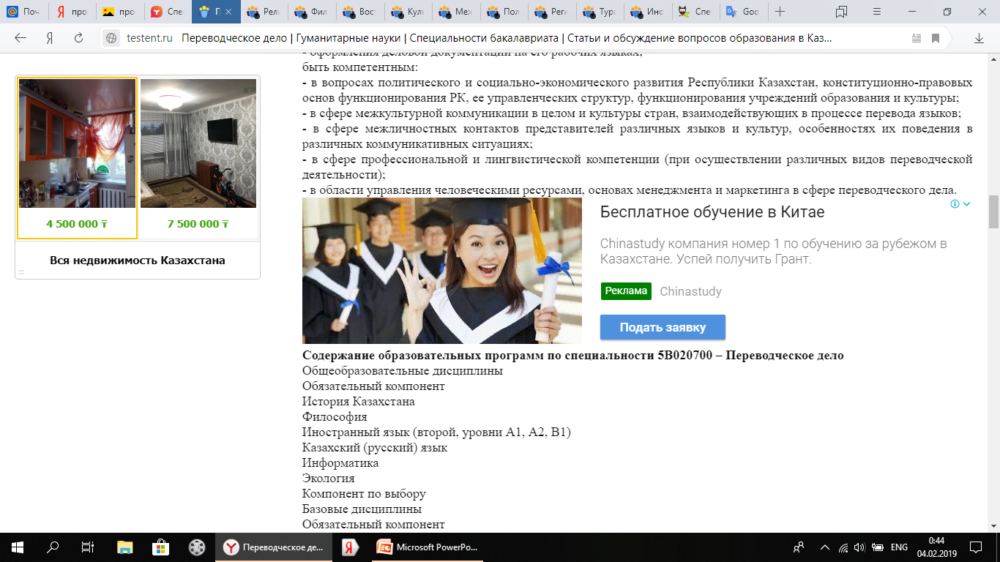 Поч
про
про
Спе
П
Рели
Фил
Вост
Куль
Меж
Пол
Реги
Тури
Инос
Спец
Goo
testent.ru Переводческое дело | Гуманитарные науки | Специальности бакалавриата | Статьи и обсуждение вопросов образования в Каз...
- оформления деловой документации на его рабочих языках;
быть компетентным:
- в вопросах политического и социально-экономического развития Республики Казахстан, конституционно-правовых
основ функционирования РК, ее управленческих структур, функционирования учреждений образования и культуры;
- в сфере межкультурной коммуникации в целом и культуры стран, взаимодействующих в процессе перевода языков;
- в сфере межличностных контактов представителей различных языков и культур, особенностях их поведения в
различных коммуникативных ситуациях;
- в сфере профессиональной и лингвистической компетенции (при осуществлении различных видов переводческой
деятельности);
- в области управления человеческими ресурсами, основах менеджмента и маркетинга в сфере переводческого дела.
4 500 000 ₸
7 500 000 ₸
Вся недвижимость Казахстана
Бесплатное обучение в Китае
Chinastudy компания номер 1 по обучению за рубежом в
Казахстане. Успей получить Грант.
Реклама Chinastudy
Подать заявку
Содержание образовательных программ по специальности 5В020700 – Переводческое дело
Общеобразовательные дисциплины
Обязательный компонент
История Казахстана
Философия
Иностранный язык (второй, уровни А1, А2, В1)
Казахский (русский) язык
Информатика
Экология
Компонент по выбору
Базовые дисциплины
Обязательный компонент
Переводческое де...
Microsoft PowerPo...
ENG
0:44
04.02.2019